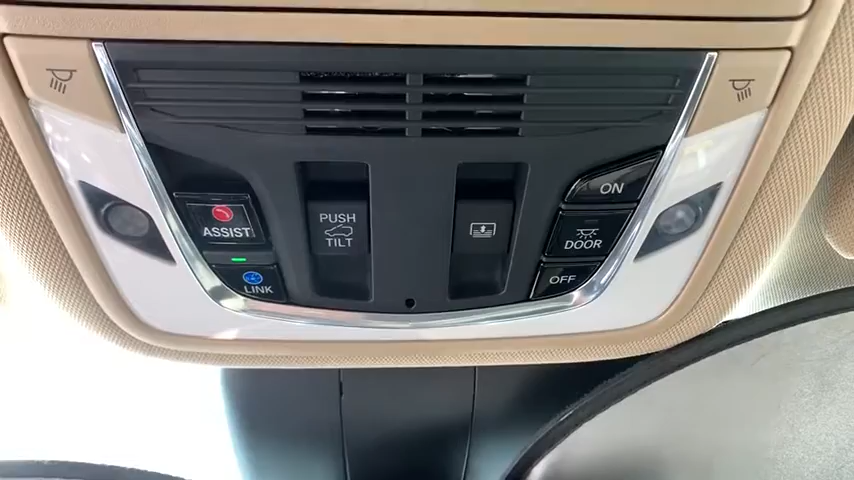 ASSIST
LINK
PUSH
TILT
ON
DOOR
OFF